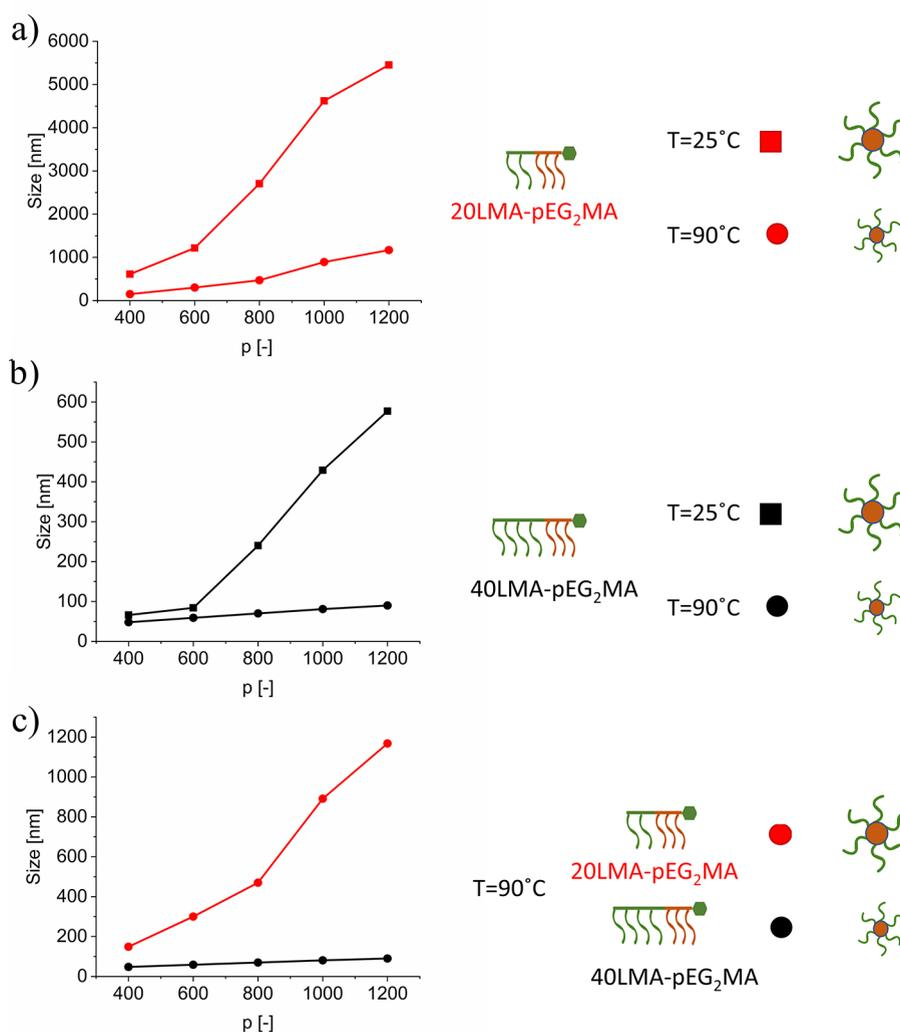 a)
6000
5000
4000
3000
2000
1000
0
Size [nm]
400 600 800 1000 1200
p [-]
20LMA-pEG₂MA
T=25˚C
T=90˚C
b)
600
500
400
300
200
100
0
Size [nm]
400 600 800 1000 1200
p [-]
40LMA-pEG₂MA
T=25˚C
T=90˚C
c)
1200
1000
800
600
400
200
0
Size [nm]
400 600 800 1000 1200
p [-]
T=90˚C
20LMA-pEG₂MA
40LMA-pEG₂MA